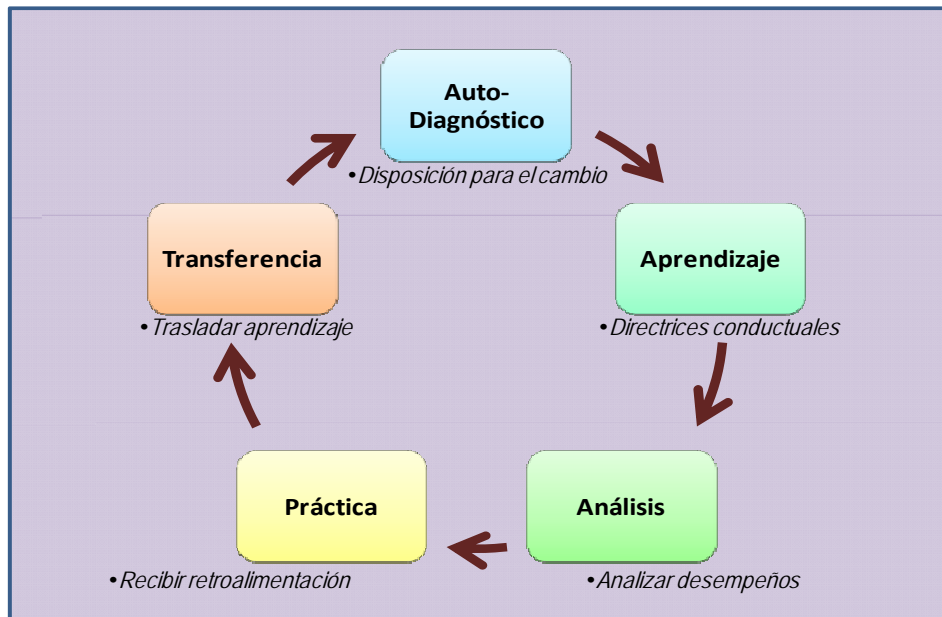 Auto-
Diagnóstico
• Disposición para el cambio
Aprendizaje
• Directrices conductuales
Análisis
• Analizar desempeños
Práctica
• Recibir retroalimentación
Transferencia
• Trasladar aprendizaje